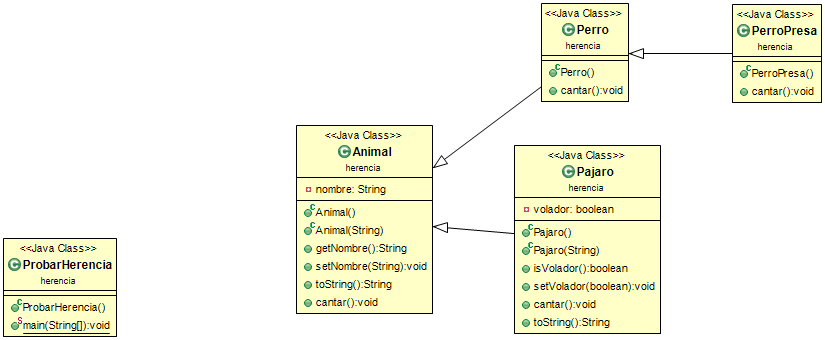 <<Java Class>>
Perro
herencia
Perro()
cantar():void
<<Java Class>>
PerroPresa
herencia
PerroPresa()
cantar():void
<<Java Class>>
Animal
herencia
nombre: String
Animal()
Animal(String)
getNombre():String
setNombre(String):void
toString():String
cantar():void
<<Java Class>>
Pajaro
herencia
volador: boolean
Pajaro()
Pajaro(String)
isVolador():boolean
setVolador(boolean):void
cantar():void
toString():String
<<Java Class>>
ProbarHerencia
herencia
ProbarHerencia()
main(String[]):void